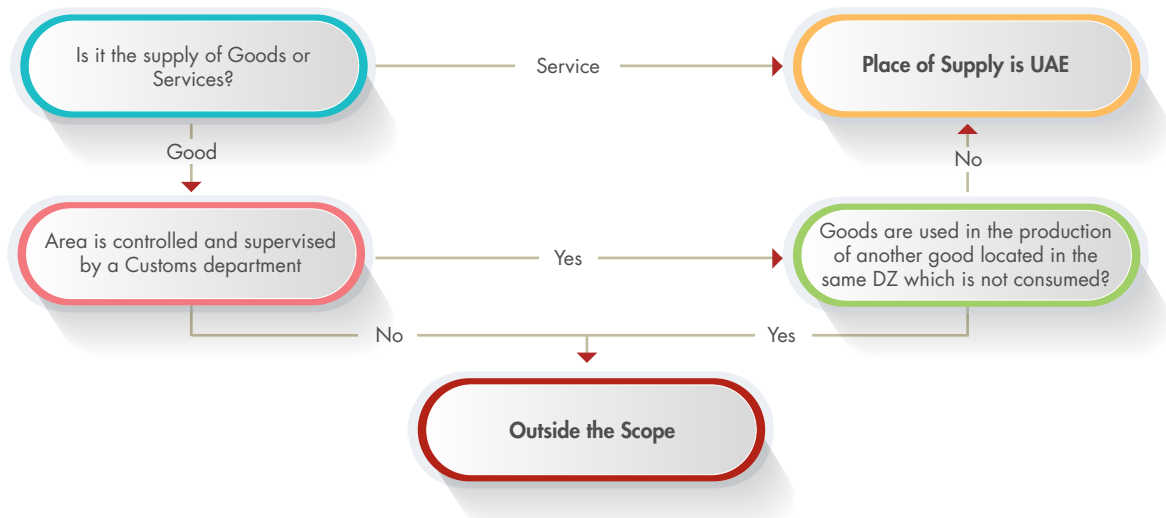 Is it the supply of Goods or
Services?
Service
Place of Supply is UAE
Good
No
Area is controlled and supervised
by a Customs department
Yes
Goods are used in the production
of another good located in the
same DZ which is not consumed?
No
Yes
Outside the Scope